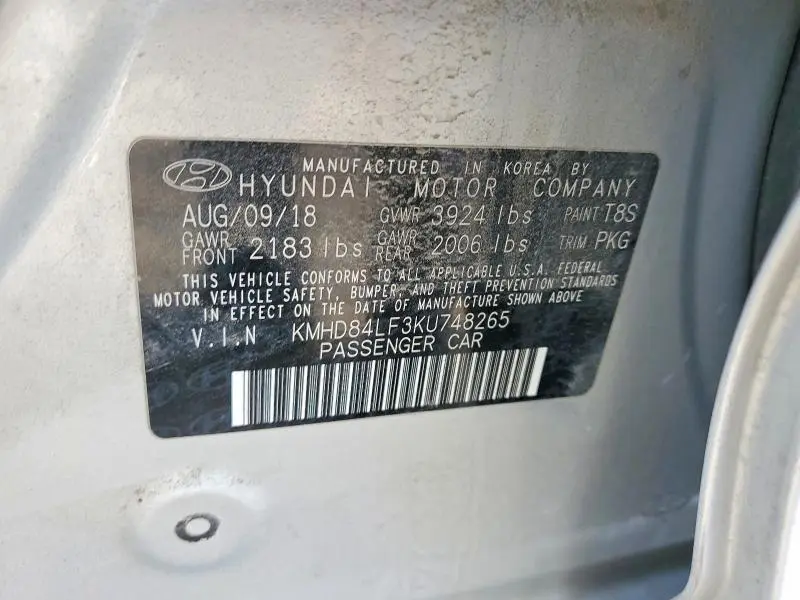 MANUFACTURED IN KOREA BY
HYUNDAI MOTOR COMPANY
AUG/09/18 GVWR 3924 lbs PAINT T8S
GAWR FRONT 2183 lbs GAWR REAR 2006 lbs TRIM PKG
THIS VEHICLE CONFORMS TO ALL APPLICABLE U.S.A. FEDERAL
MOTOR VEHICLE SAFETY, BUMPER, AND THEFT PREVENTION STANDARDS
IN EFFECT ON THE DATE OF MANUFACTURE SHOWN ABOVE
V.I.N KMHD84LF3KU748265
PASSENGER CAR